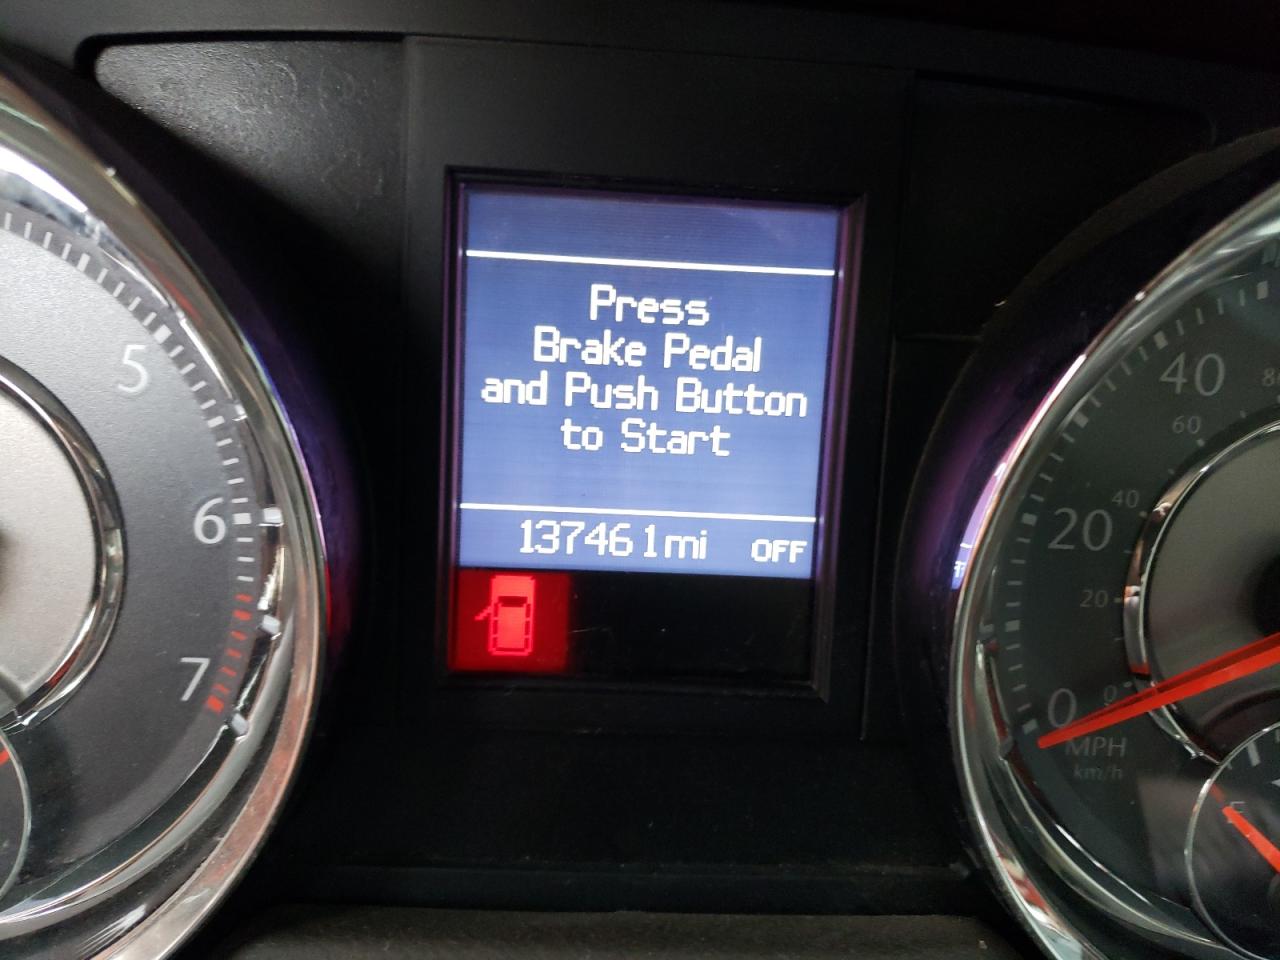 Press
Brake Pedal
and Push Button
to Start
137461mi OFF
5
6
7
40
60
40
20
20
0
0
MPH
km/h
E